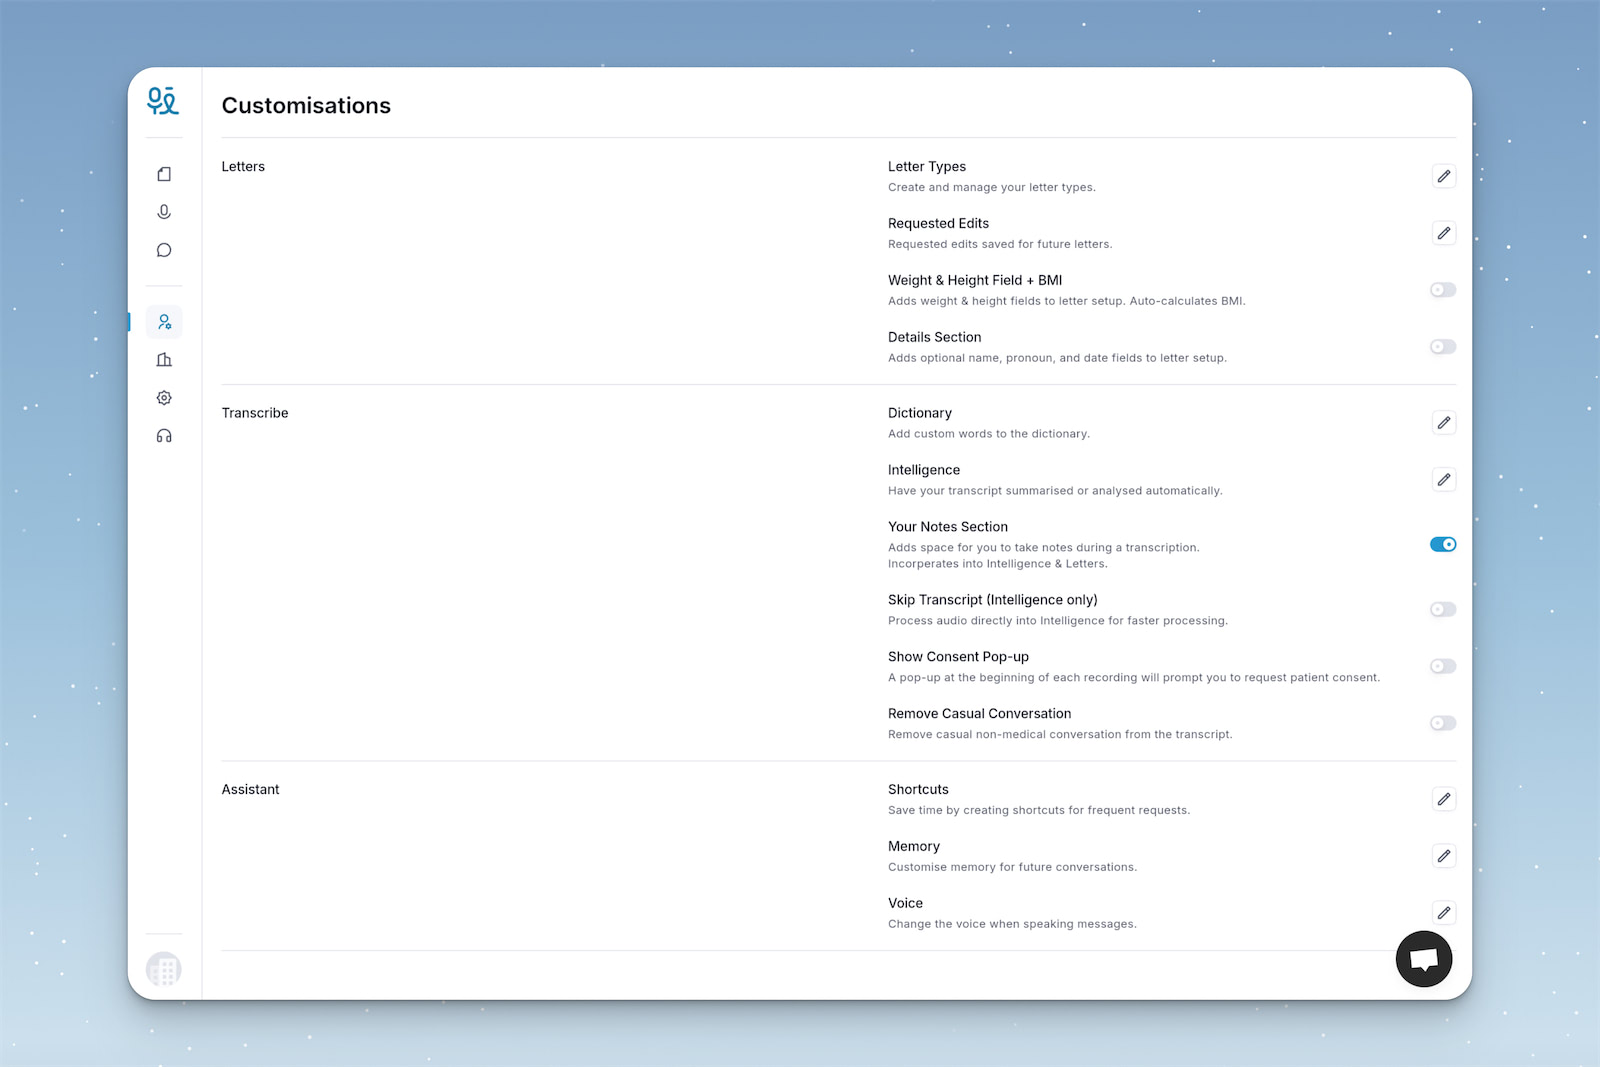 Customisations
Letters
Letter Types
Create and manage your letter types.
Requested Edits
Requested edits saved for future letters.
Weight & Height Field + BMI
Adds weight & height fields to letter setup. Auto-calculates BMI.
Details Section
Adds optional name, pronoun, and date fields to letter setup.
Transcribe
Dictionary
Add custom words to the dictionary.
Intelligence
Have your transcript summarised or analysed automatically.
Your Notes Section
Adds space for you to take notes during a transcription.
Incorperates into Intelligence & Letters.
Skip Transcript (Intelligence only)
Process audio directly into Intelligence for faster processing.
Show Consent Pop-up
A pop-up at the beginning of each recording will prompt you to request patient consent.
Remove Casual Conversation
Remove casual non-medical conversation from the transcript.
Assistant
Shortcuts
Save time by creating shortcuts for frequent requests.
Memory
Customise memory for future conversations.
Voice
Change the voice when speaking messages.